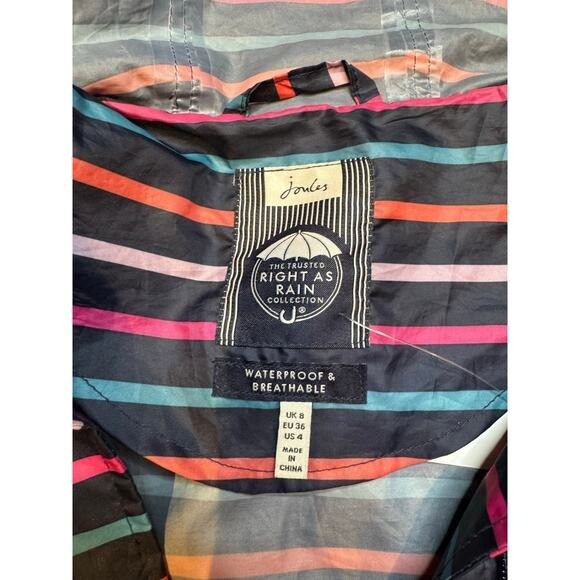 Joules
THE TRUSTED
RIGHT AS
RAIN
COLLECTION
J®
WATERPROOF &
BREATHABLE
UK 8
EU 36
US 4
MADE
IN
CHINA